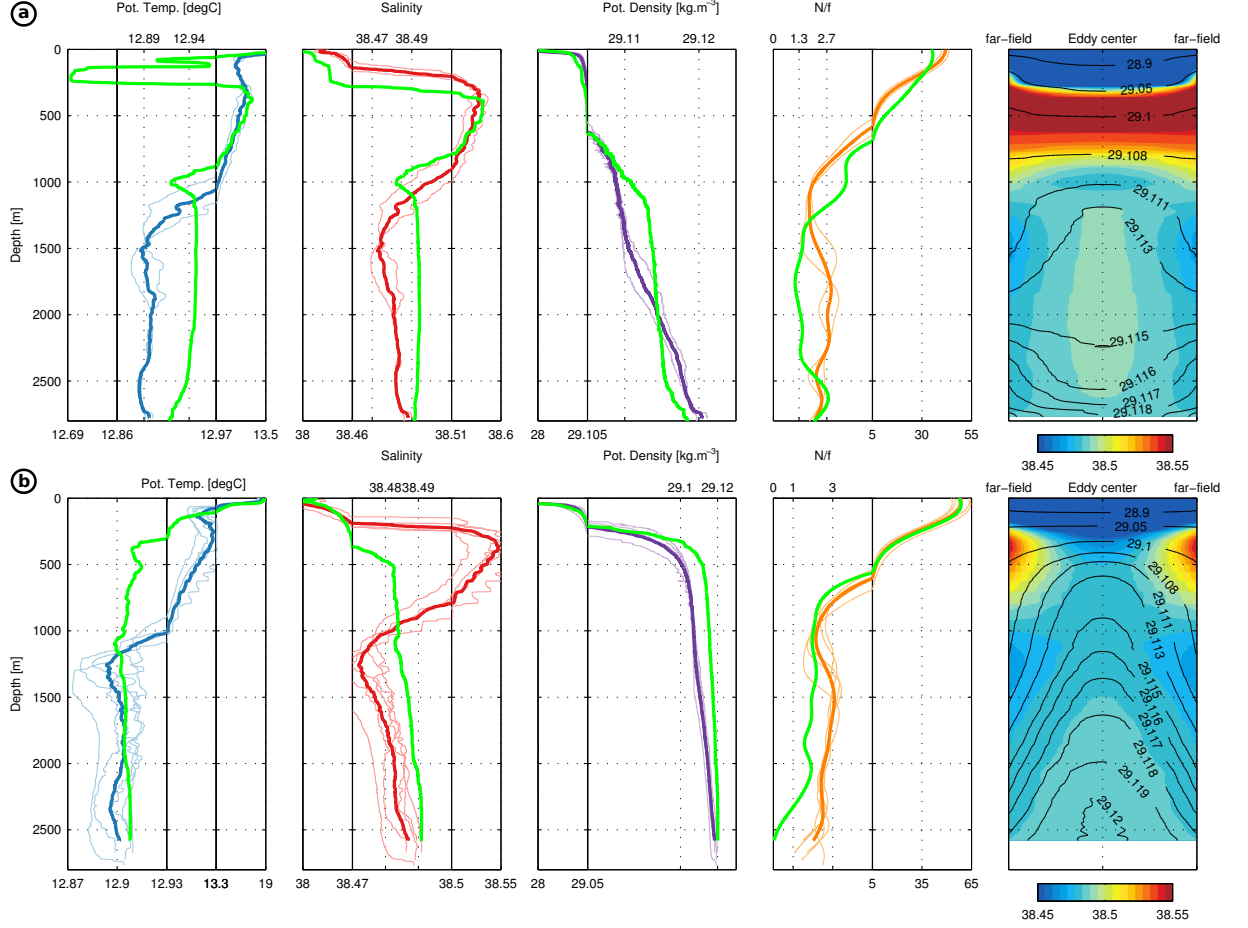 a
Pot. Temp. [degC] Salinity Pot. Density [kg.m⁻³] N/f
12.89 12.94 38.47 38.49 29.11 29.12 0 1.3 2.7 far−field Eddy center far−field
0
500
1000
1500
2000
2500
Depth [m]
28.9
29.05
29.1
29.108
29.111
29.113
29.115
29.116
29.117
29.118
12.69 12.86 12.97 13.5 38 38.46 38.51 38.6 28 29.105 5 30 55
38.45 38.5 38.55
b
Pot. Temp. [degC] Salinity Pot. Density [kg.m⁻³] N/f
38.48 38.49 29.1 29.12 0 1 3 far−field Eddy center far−field
0
500
1000
1500
2000
2500
Depth [m]
28.9
29.05
29.1
29.108
29.111
29.113
29.115
29.116
29.117
29.118
29.119
29.12
12.87 12.9 12.93 13.3 19 38 38.47 38.5 38.55 28 29.05 5 35 65
38.45 38.5 38.55